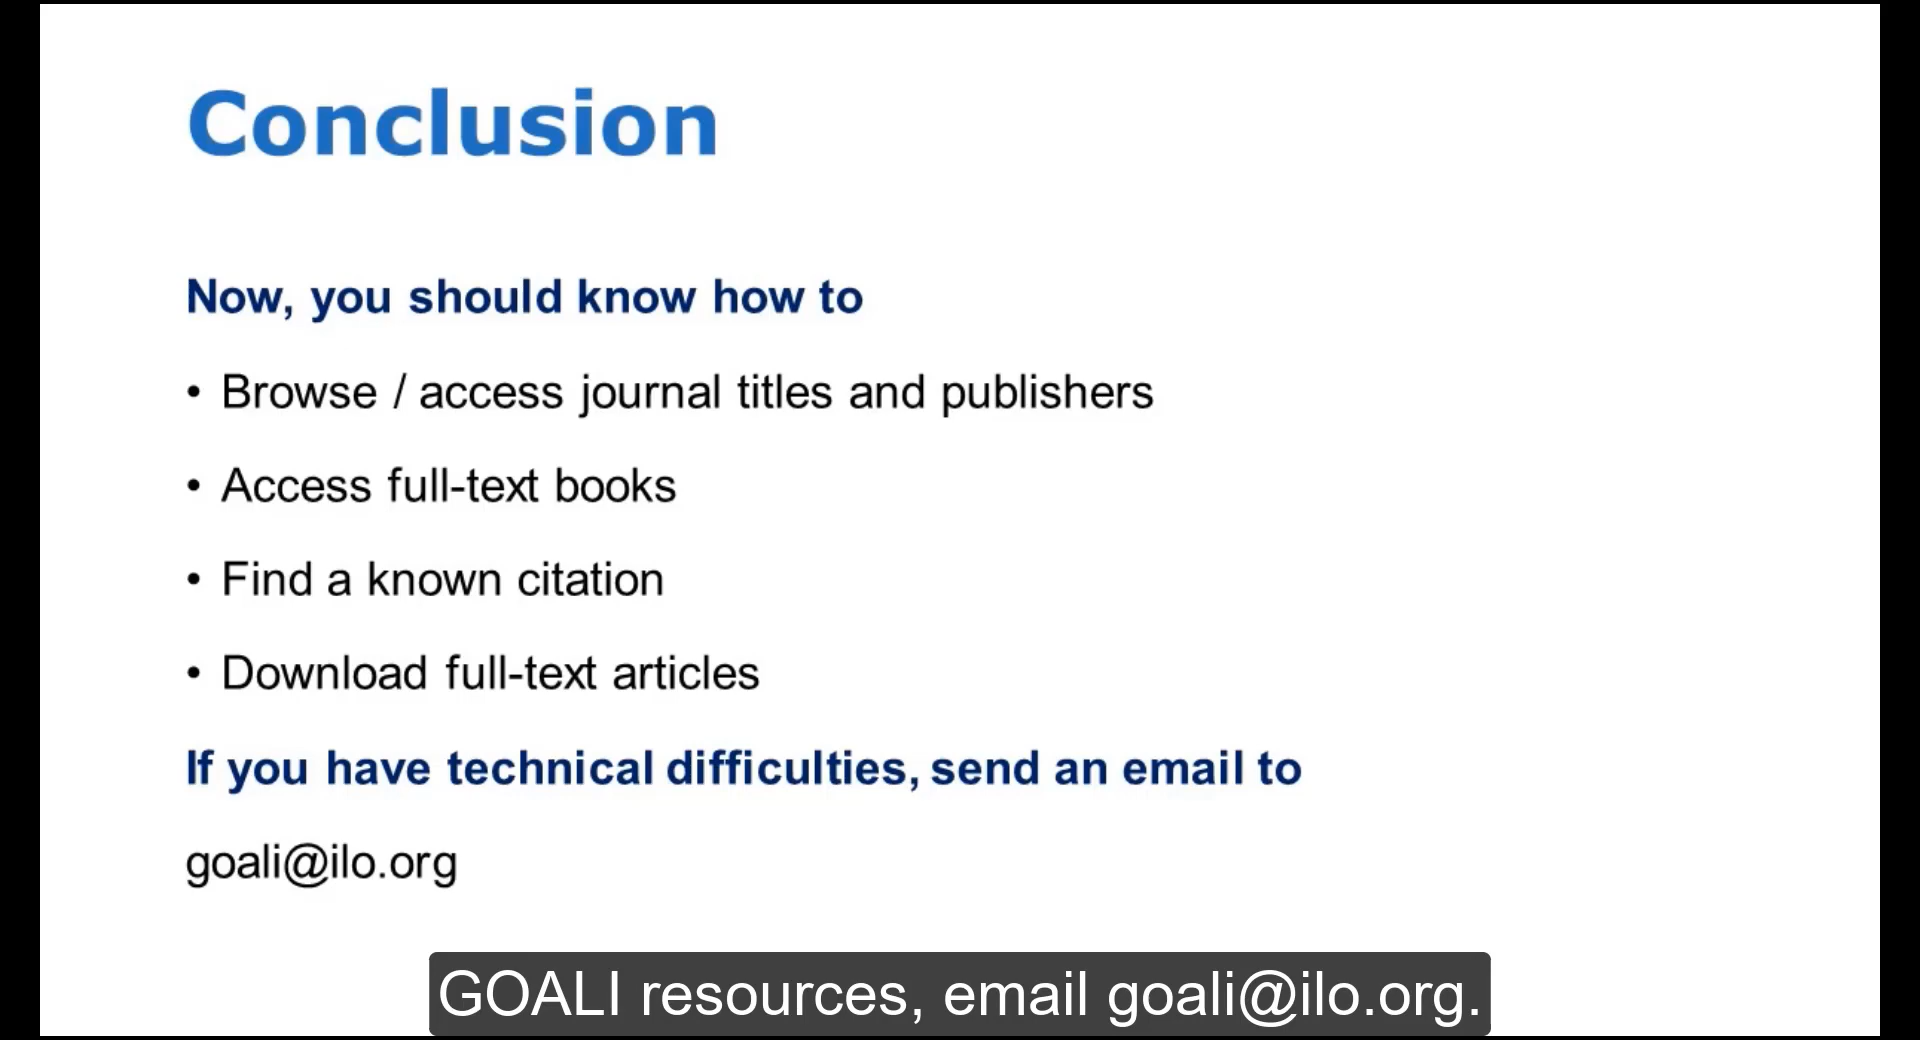 Conclusion
Now, you should know how to
• Browse / access journal titles and publishers
• Access full-text books
• Find a known citation
• Download full-text articles
If you have technical difficulties, send an email to
goali@ilo.org
GOALI resources, email goali@ilo.org.